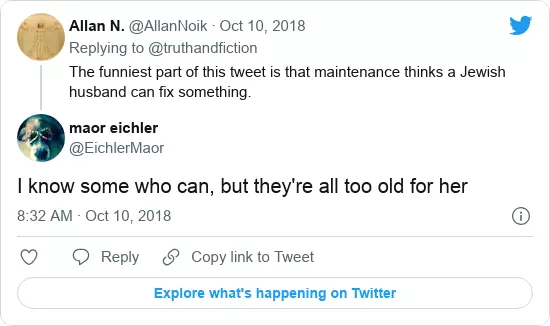 Allan N. @AllanNoik · Oct 10, 2018
Replying to @truthandfiction
The funniest part of this tweet is that maintenance thinks a Jewish
husband can fix something.
maor eichler
@EichlerMaor
I know some who can, but they're all too old for her
8:32 AM · Oct 10, 2018
Reply Copy link to Tweet
Explore what's happening on Twitter